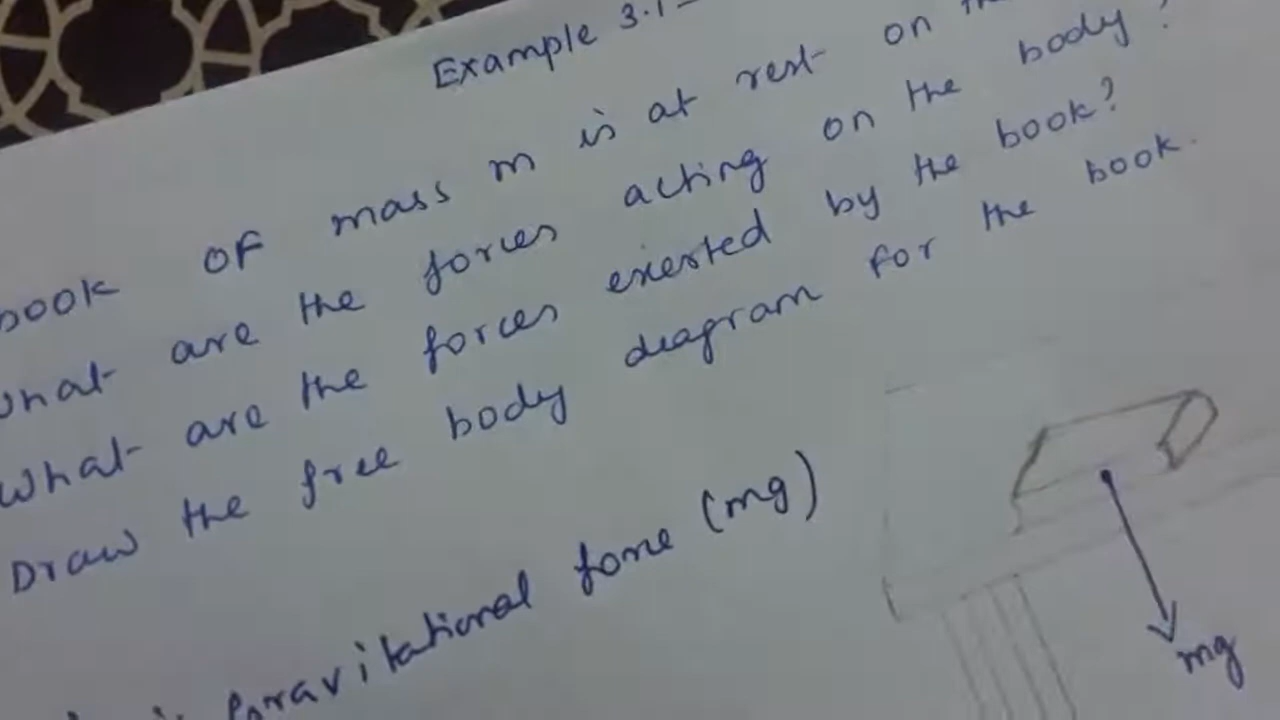 Example 3.1
book OF mass m is at rest on
what are the forces acting on the body?
What are the forces exerted by the book?
Draw the free body diagram for the book.
Gravitational force (mg)
mg